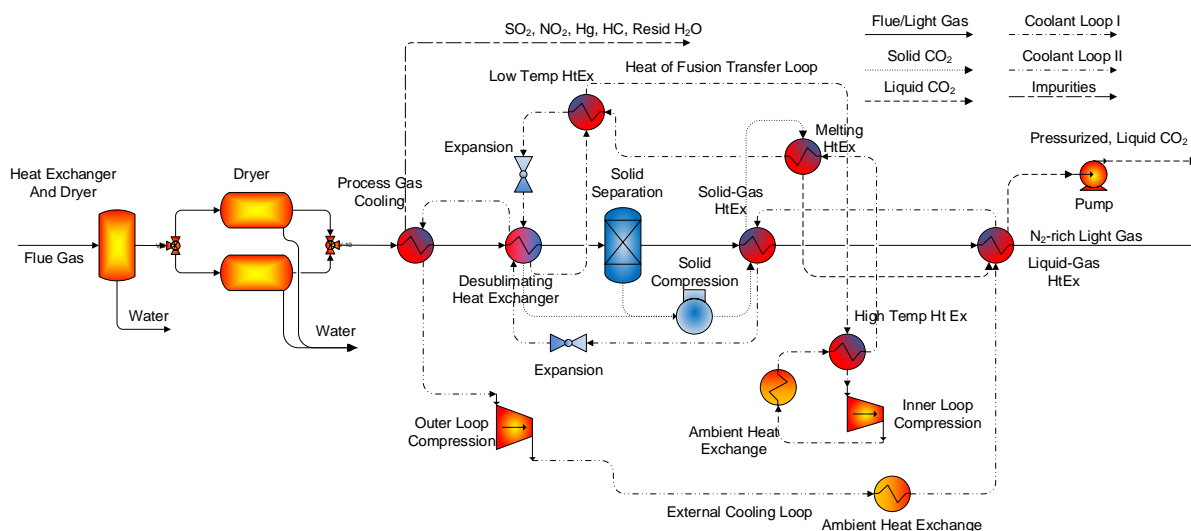 SO2, NO2, Hg, HC, Resid H2O
Flue/Light Gas
Coolant Loop I
Solid CO2
Coolant Loop II
Liquid CO2
Impurities
Low Temp HtEx
Heat of Fusion Transfer Loop
Expansion
Melting
HtEx
Pressurized, Liquid CO2
Heat Exchanger
And Dryer
Dryer
Process Gas
Cooling
Solid
Separation
Solid-Gas
HtEx
Pump
Flue Gas
N2-rich Light Gas
Liquid-Gas
HtEx
Desublimating
Heat Exchanger
Solid
Compression
Water
Water
High Temp Ht Ex
Expansion
Outer Loop
Compression
Ambient Heat
Exchange
Inner Loop
Compression
External Cooling Loop
Ambient Heat Exchange